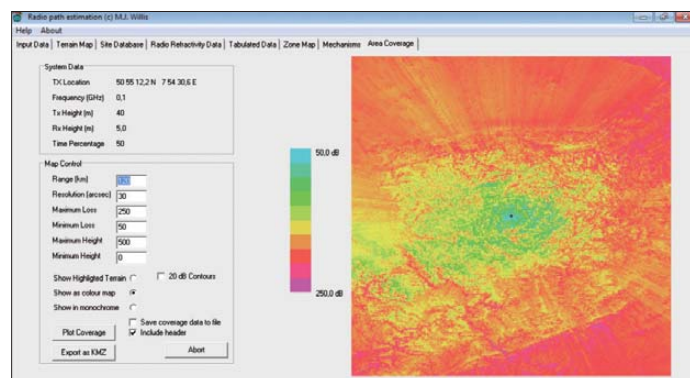 Radio path estimation (c) M.J. Willis
Help About
Input Data Terrain Map Site Database Radio Refractivity Data Tabulated Data Zone Map Mechanisms Area Coverage
System Data
TX Location 50 55 12,2 N 7 54 30,6 E
Frequency (GHz) 0,1
Tx Height (m) 40
Rx Height (m) 5,0
Time Percentage 50
Map Control
Range (km) 120
Resolution (arcsec) 30
Maximum Loss 250
Minimum Loss 50
Maximum Height 500
Minimum Height 0
Show Highligted Terrain 20 dB Contours
Show as colour map
Show in monochrome
Save coverage data to file
Plot Coverage Include header
Export as KMZ Abort
50,0 dB
250,0 dB